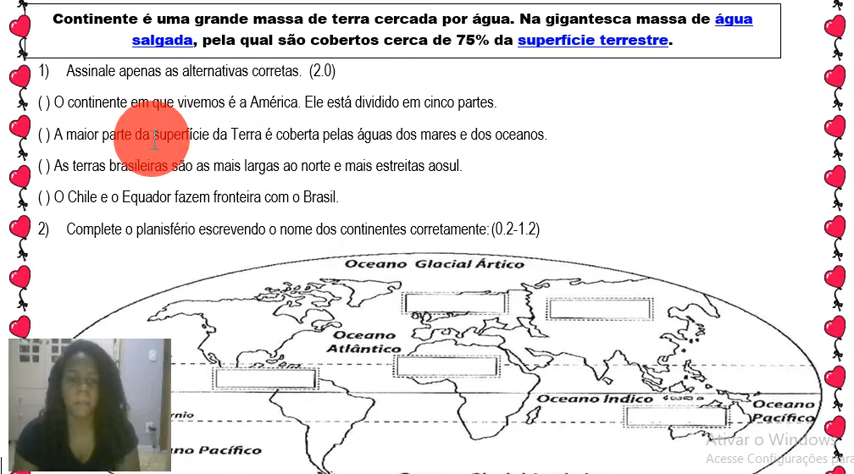 Continente é uma grande massa de terra cercada por água. Na gigantesca massa de água
salgada, pela qual são cobertos cerca de 75% da superfície terrestre.
1) Assinale apenas as alternativas corretas. (2.0)
( ) O continente em que vivemos é a América. Ele está dividido em cinco partes.
( ) A maior parte da superfície da Terra é coberta pelas águas dos mares e dos oceanos.
( ) As terras brasileiras são as mais largas ao norte e mais estreitas aosul.
( ) O Chile e o Equador fazem fronteira com o Brasil.
2) Complete o planisfério escrevendo o nome dos continentes corretamente: (0.2-1.2)
Oceano Glacial Ártico
Oceano
Atlântico
Oceano Índico
Oceano
Pacífico
rnio
no Pacífico
Ativar o Windows
Acesse Configurações para